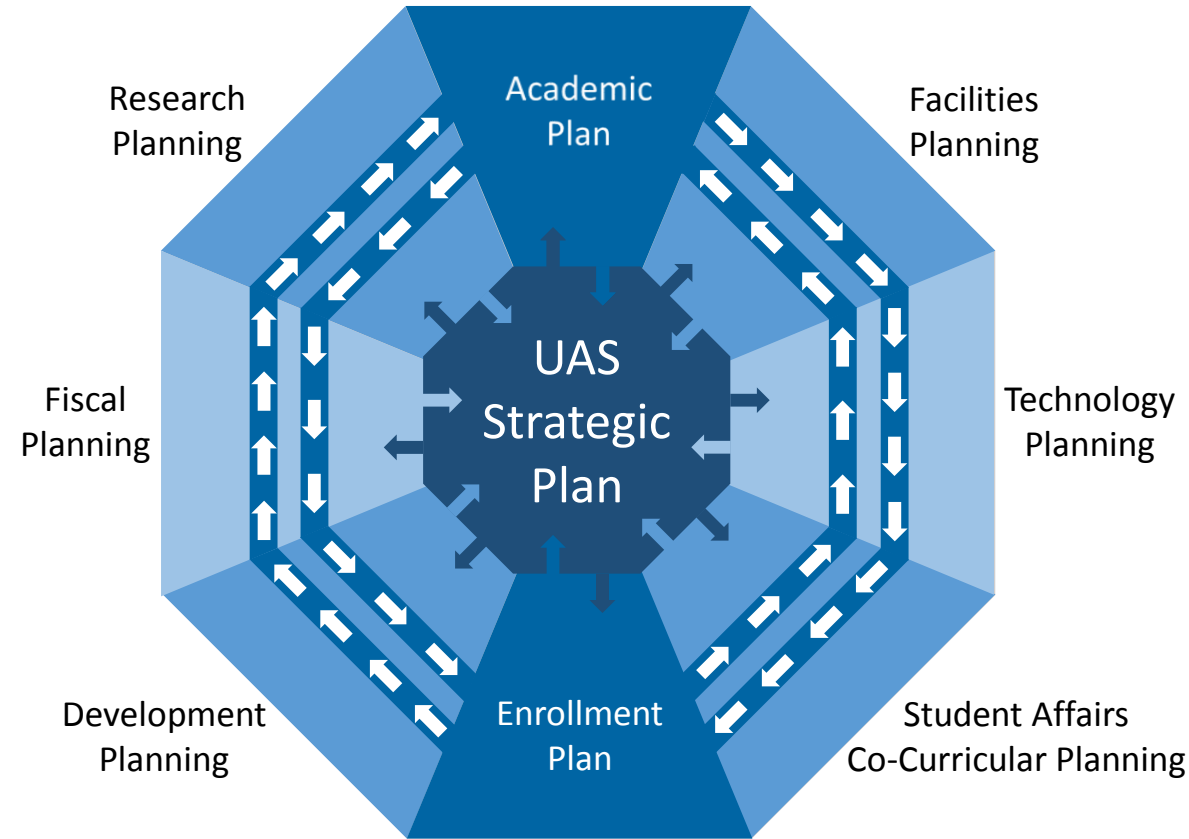 Academic
Plan
Research
Planning
Facilities
Planning
UAS
Strategic
Plan
Fiscal
Planning
Technology
Planning
Development
Planning
Enrollment
Plan
Student Affairs
Co-Curricular Planning